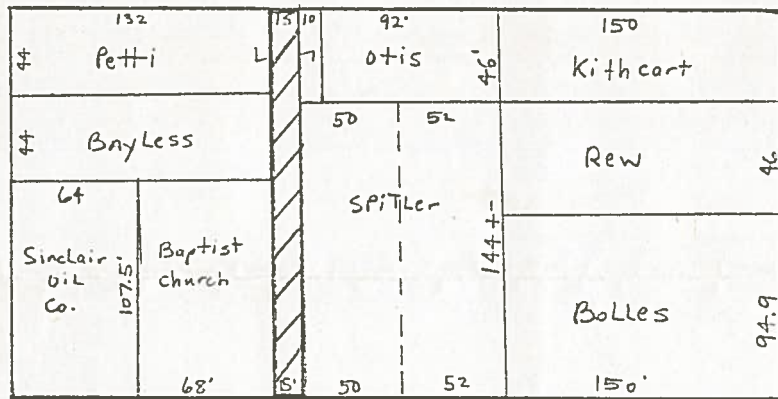 132 15 10 92' 150
Petti L 7 Otis 46' Kithcart
Bayless 50 52 Rew 46
64 Spitler
Sinclair Oil Co. 107.5 Baptist church 144+- Bolles 94.9
68' 15' 50 52 150'